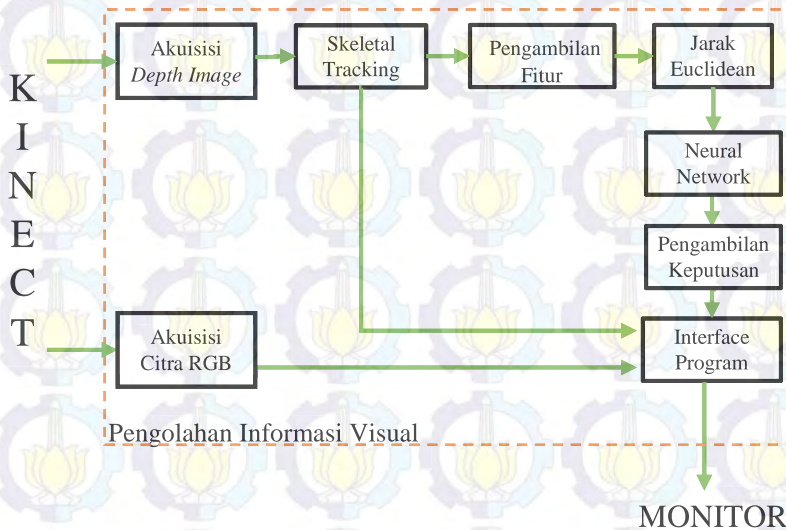 KINECT
Akuisisi
Depth Image
Skeletal
Tracking
Pengambilan
Fitur
Jarak
Euclidean
Neural
Network
Pengambilan
Keputusan
Akuisisi
Citra RGB
Interface
Program
Pengolahan Informasi Visual
MONITOR